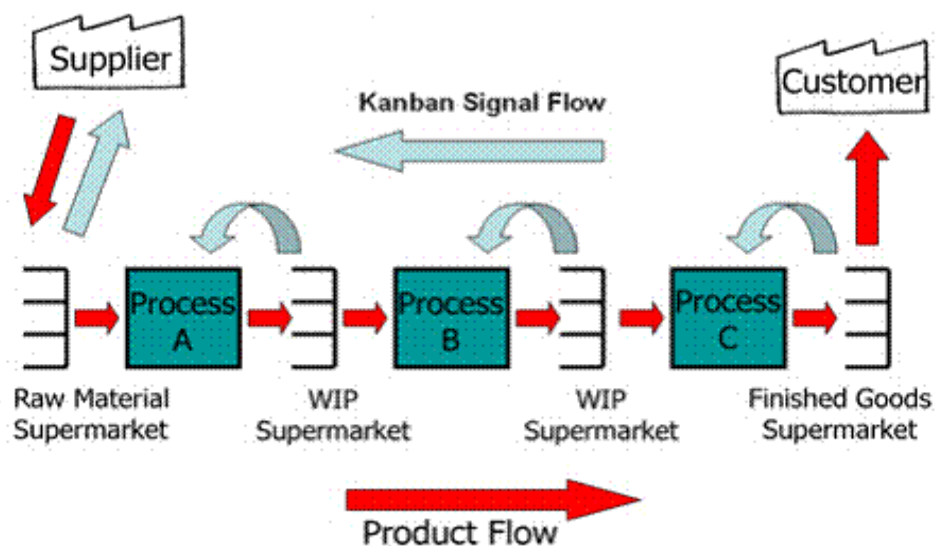 Supplier
Customer
Kanban Signal Flow
Process
A
Process
B
Process
C
Raw Material
Supermarket
WIP
Supermarket
WIP
Supermarket
Finished Goods
Supermarket
Product Flow